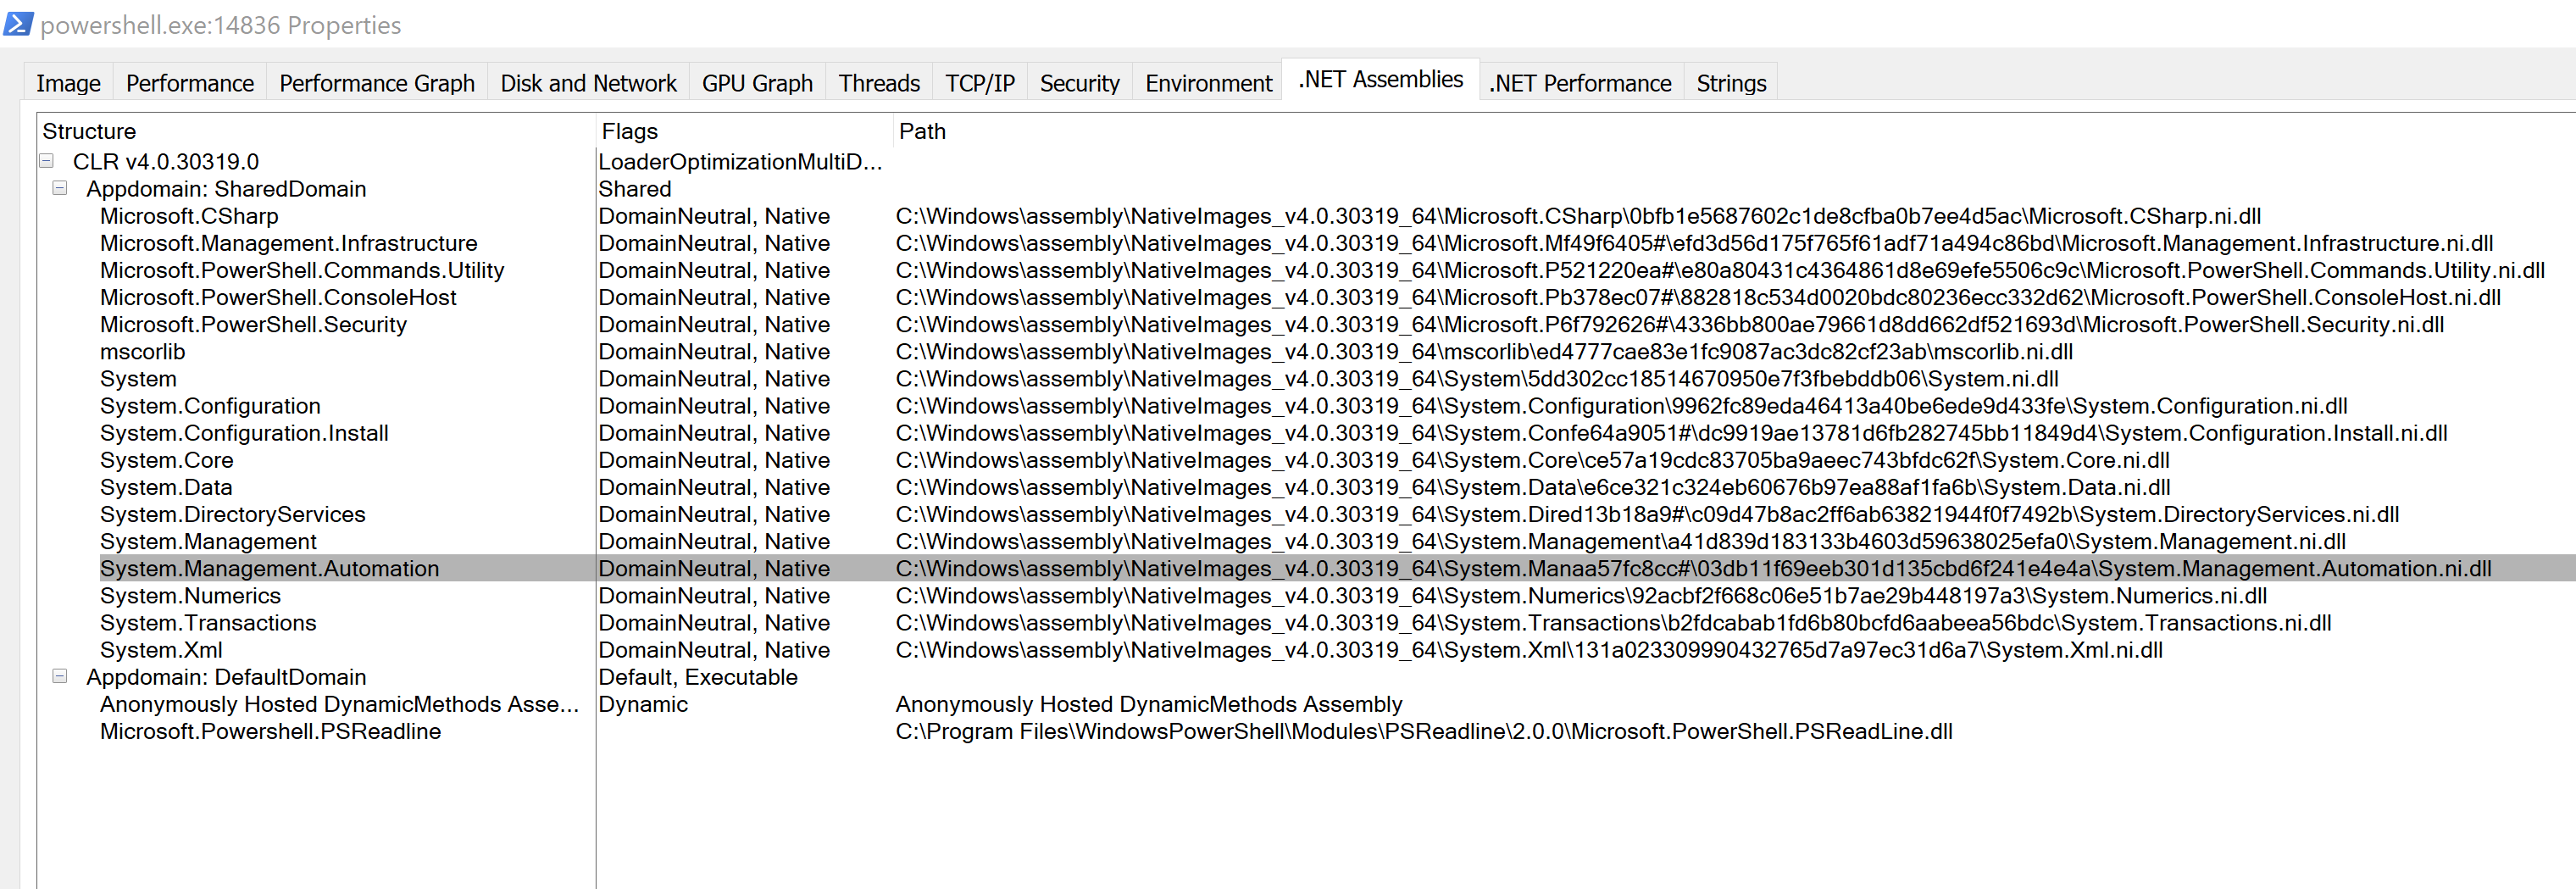 powershell.exe:14836 Properties
Image Performance Performance Graph Disk and Network GPU Graph Threads TCP/IP Security Environment .NET Assemblies .NET Performance Strings
Structure Flags Path
CLR v4.0.30319.0 LoaderOptimizationMultiD...
Appdomain: SharedDomain Shared
Microsoft.CSharp DomainNeutral, Native C:\Windows\assembly\NativeImages_v4.0.30319_64\Microsoft.CSharp\0bfb1e5687602c1de8cfba0b7ee4d5ac\Microsoft.CSharp.ni.dll
Microsoft.Management.Infrastructure DomainNeutral, Native C:\Windows\assembly\NativeImages_v4.0.30319_64\Microsoft.Mf49f6405#\efd3d56d175f765f61adf71a494c86bd\Microsoft.Management.Infrastructure.ni.dll
Microsoft.PowerShell.Commands.Utility DomainNeutral, Native C:\Windows\assembly\NativeImages_v4.0.30319_64\Microsoft.P521220ea#\e80a80431c4364861d8e69efe5506c9c\Microsoft.PowerShell.Commands.Utility.ni.dll
Microsoft.PowerShell.ConsoleHost DomainNeutral, Native C:\Windows\assembly\NativeImages_v4.0.30319_64\Microsoft.Pb378ec07#\882818c534d0020bdc80236ecc332d62\Microsoft.PowerShell.ConsoleHost.ni.dll
Microsoft.PowerShell.Security DomainNeutral, Native C:\Windows\assembly\NativeImages_v4.0.30319_64\Microsoft.P6f792626#\4336bb800ae79661d8dd662df521693d\Microsoft.PowerShell.Security.ni.dll
mscorlib DomainNeutral, Native C:\Windows\assembly\NativeImages_v4.0.30319_64\mscorlib\ed4777cae83e1fc9087ac3dc82cf23ab\mscorlib.ni.dll
System DomainNeutral, Native C:\Windows\assembly\NativeImages_v4.0.30319_64\System\5dd302cc18514670950e7f3fbebddb06\System.ni.dll
System.Configuration DomainNeutral, Native C:\Windows\assembly\NativeImages_v4.0.30319_64\System.Configuration\9962fc89eda46413a40be6ede9d433fe\System.Configuration.ni.dll
System.Configuration.Install DomainNeutral, Native C:\Windows\assembly\NativeImages_v4.0.30319_64\System.Confe64a9051#\dc9919ae13781d6fb282745bb11849d4\System.Configuration.Install.ni.dll
System.Core DomainNeutral, Native C:\Windows\assembly\NativeImages_v4.0.30319_64\System.Core\ce57a19cdc83705ba9aeec743bfdc62f\System.Core.ni.dll
System.Data DomainNeutral, Native C:\Windows\assembly\NativeImages_v4.0.30319_64\System.Data\e6ce321c324eb60676b97ea88af1fa6b\System.Data.ni.dll
System.DirectoryServices DomainNeutral, Native C:\Windows\assembly\NativeImages_v4.0.30319_64\System.Dired13b18a9#\c09d47b8ac2ff6ab63821944f0f7492b\System.DirectoryServices.ni.dll
System.Management DomainNeutral, Native C:\Windows\assembly\NativeImages_v4.0.30319_64\System.Management\a41d839d183133b4603d59638025efa0\System.Management.ni.dll
System.Management.Automation DomainNeutral, Native C:\Windows\assembly\NativeImages_v4.0.30319_64\System.Manaa57fc8cc#\03db11f69eeb301d135cbd6f241e4e4a\System.Management.Automation.ni.dll
System.Numerics DomainNeutral, Native C:\Windows\assembly\NativeImages_v4.0.30319_64\System.Numerics\92acbf2f668c06e51b7ae29b448197a3\System.Numerics.ni.dll
System.Transactions DomainNeutral, Native C:\Windows\assembly\NativeImages_v4.0.30319_64\System.Transactions\b2fdcabab1fd6b80bcfd6aabeea56bdc\System.Transactions.ni.dll
System.Xml DomainNeutral, Native C:\Windows\assembly\NativeImages_v4.0.30319_64\System.Xml\131a023309990432765d7a97ec31d6a7\System.Xml.ni.dll
Appdomain: DefaultDomain Default, Executable
Anonymously Hosted DynamicMethods Asse... Dynamic Anonymously Hosted DynamicMethods Assembly
Microsoft.Powershell.PSReadline C:\Program Files\WindowsPowerShell\Modules\PSReadline\2.0.0\Microsoft.PowerShell.PSReadLine.dll